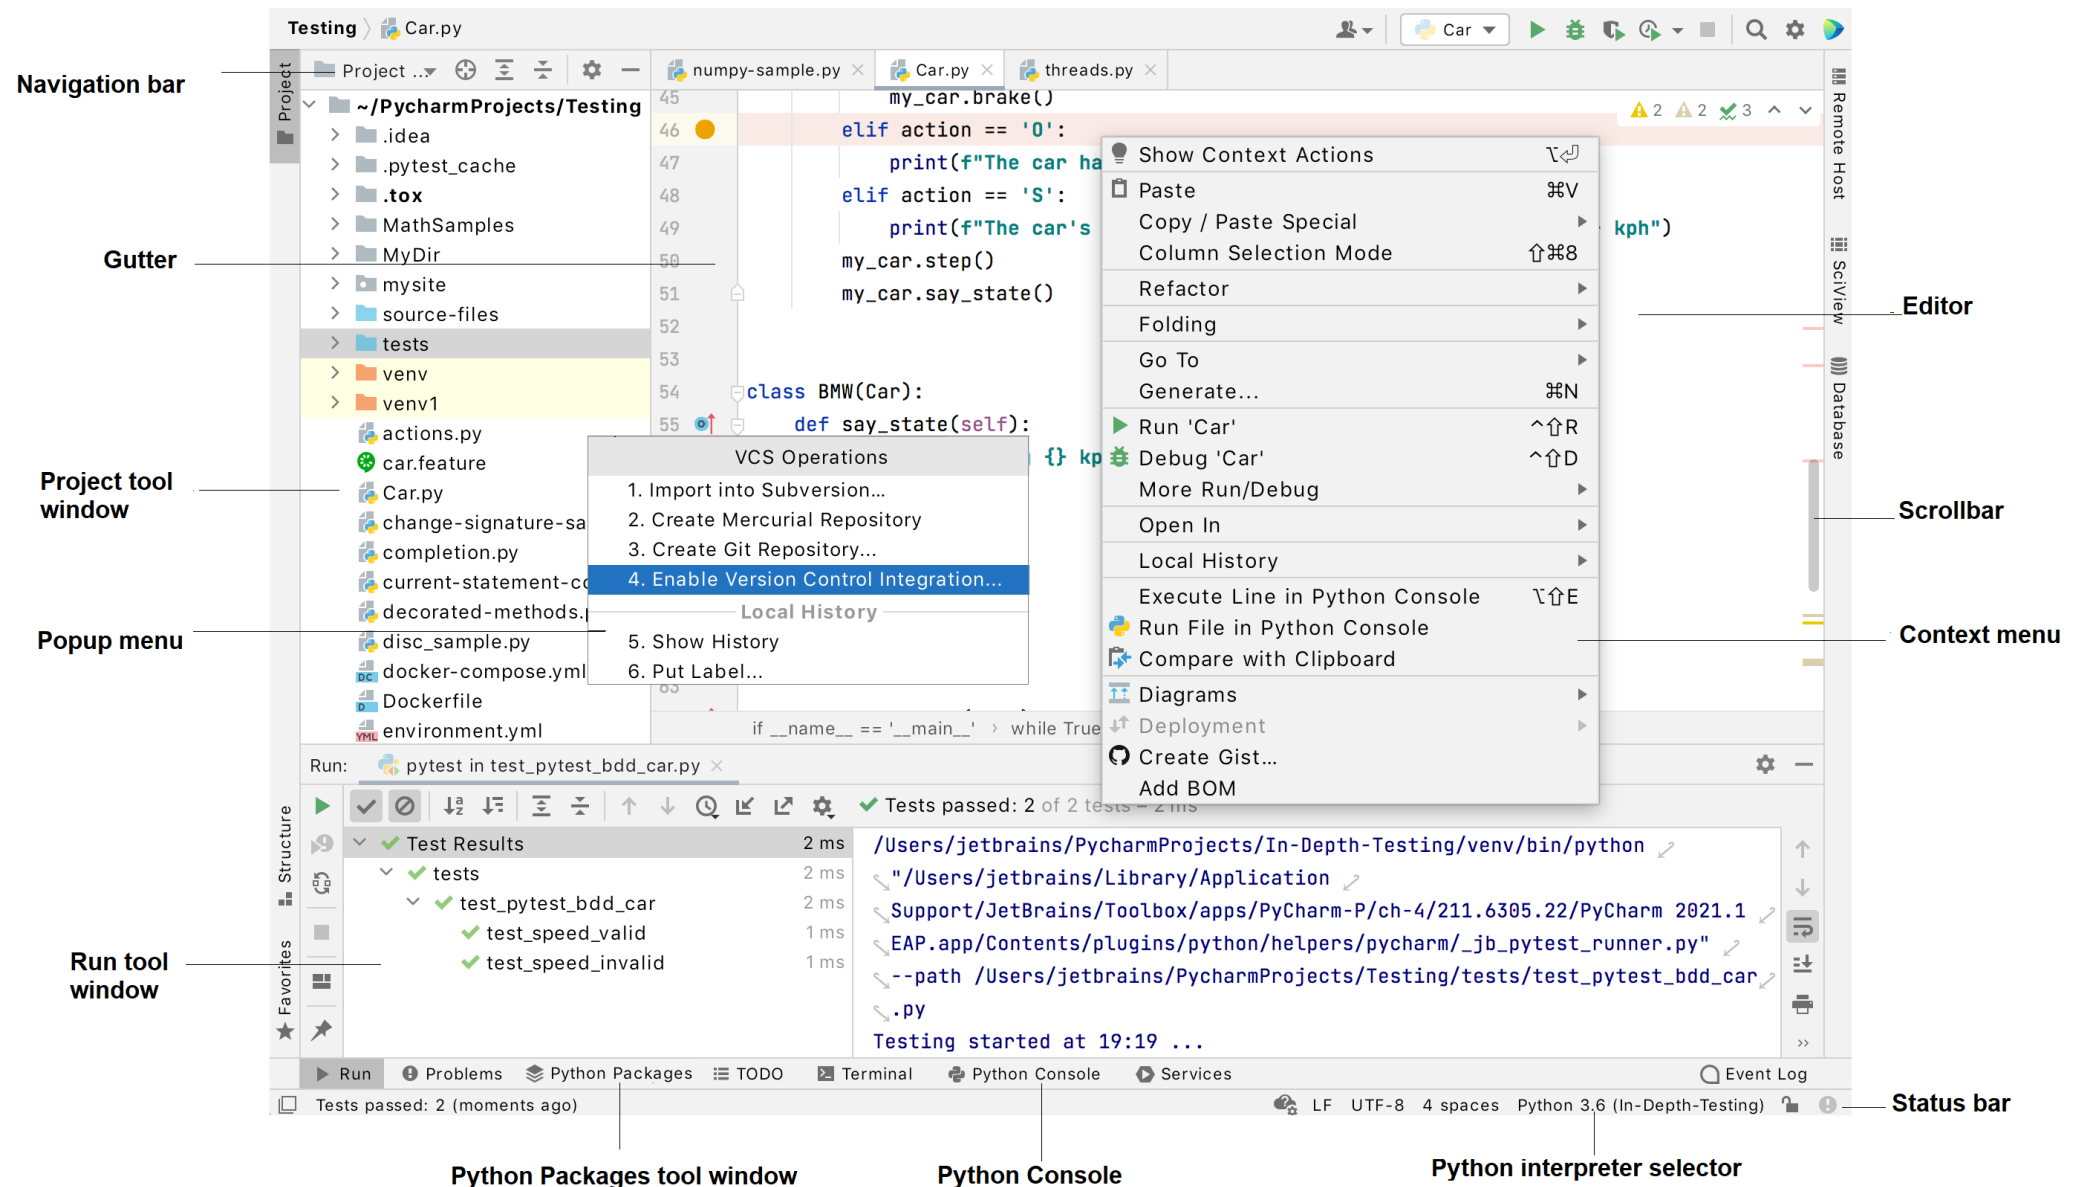 Testing
Car.py
Car
Navigation bar
Project
Project ...
numpy-sample.py
Car.py
threads.py
~/PycharmProjects/Testing
.idea
.pytest_cache
.tox
MathSamples
MyDir
mysite
source-files
tests
venv
venv1
actions.py
car.feature
Car.py
change-signature-sa
completion.py
current-statement-co
decorated-methods.
disc_sample.py
docker-compose.yml
Dockerfile
environment.yml
Gutter
Project tool
window
Popup menu
Run tool
window
45 my_car.brake()
46 elif action == 'O':
47 print(f"The car ha
48 elif action == 'S':
49 print(f"The car's kph")
50 my_car.step()
51 my_car.say_state()
52
53
54 class BMW(Car):
55 def say_state(self):
{} kp
63
2 2 3
VCS Operations
1. Import into Subversion...
2. Create Mercurial Repository
3. Create Git Repository...
4. Enable Version Control Integration...
Local History
5. Show History
6. Put Label...
if __name__ == '__main__' › while True
Show Context Actions ⌥⏎
Paste ⌘V
Copy / Paste Special
Column Selection Mode ⇧⌘8
Refactor
Folding
Go To
Generate... ⌘N
Run 'Car' ^⇧R
Debug 'Car' ^⇧D
More Run/Debug
Open In
Local History
Execute Line in Python Console ⌥⇧E
Run File in Python Console
Compare with Clipboard
Diagrams
Deployment
Create Gist...
Add BOM
Remote Host
SciView
Database
Editor
Scrollbar
Context menu
Run:
pytest in test_pytest_bdd_car.py
Tests passed: 2 of 2 tests – 2 ms
Structure
Favorites
Test Results 2 ms
tests 2 ms
test_pytest_bdd_car 2 ms
test_speed_valid 1 ms
test_speed_invalid 1 ms
/Users/jetbrains/PycharmProjects/In-Depth-Testing/venv/bin/python
"/Users/jetbrains/Library/Application
Support/JetBrains/Toolbox/apps/PyCharm-P/ch-4/211.6305.22/PyCharm 2021.1
EAP.app/Contents/plugins/python/helpers/pycharm/_jb_pytest_runner.py"
--path /Users/jetbrains/PycharmProjects/Testing/tests/test_pytest_bdd_car
.py
Testing started at 19:19 ...
Run
Problems
Python Packages
TODO
Terminal
Python Console
Services
Event Log
Tests passed: 2 (moments ago)
LF UTF-8 4 spaces Python 3.6 (In-Depth-Testing)
Status bar
Python Packages tool window
Python Console
Python interpreter selector